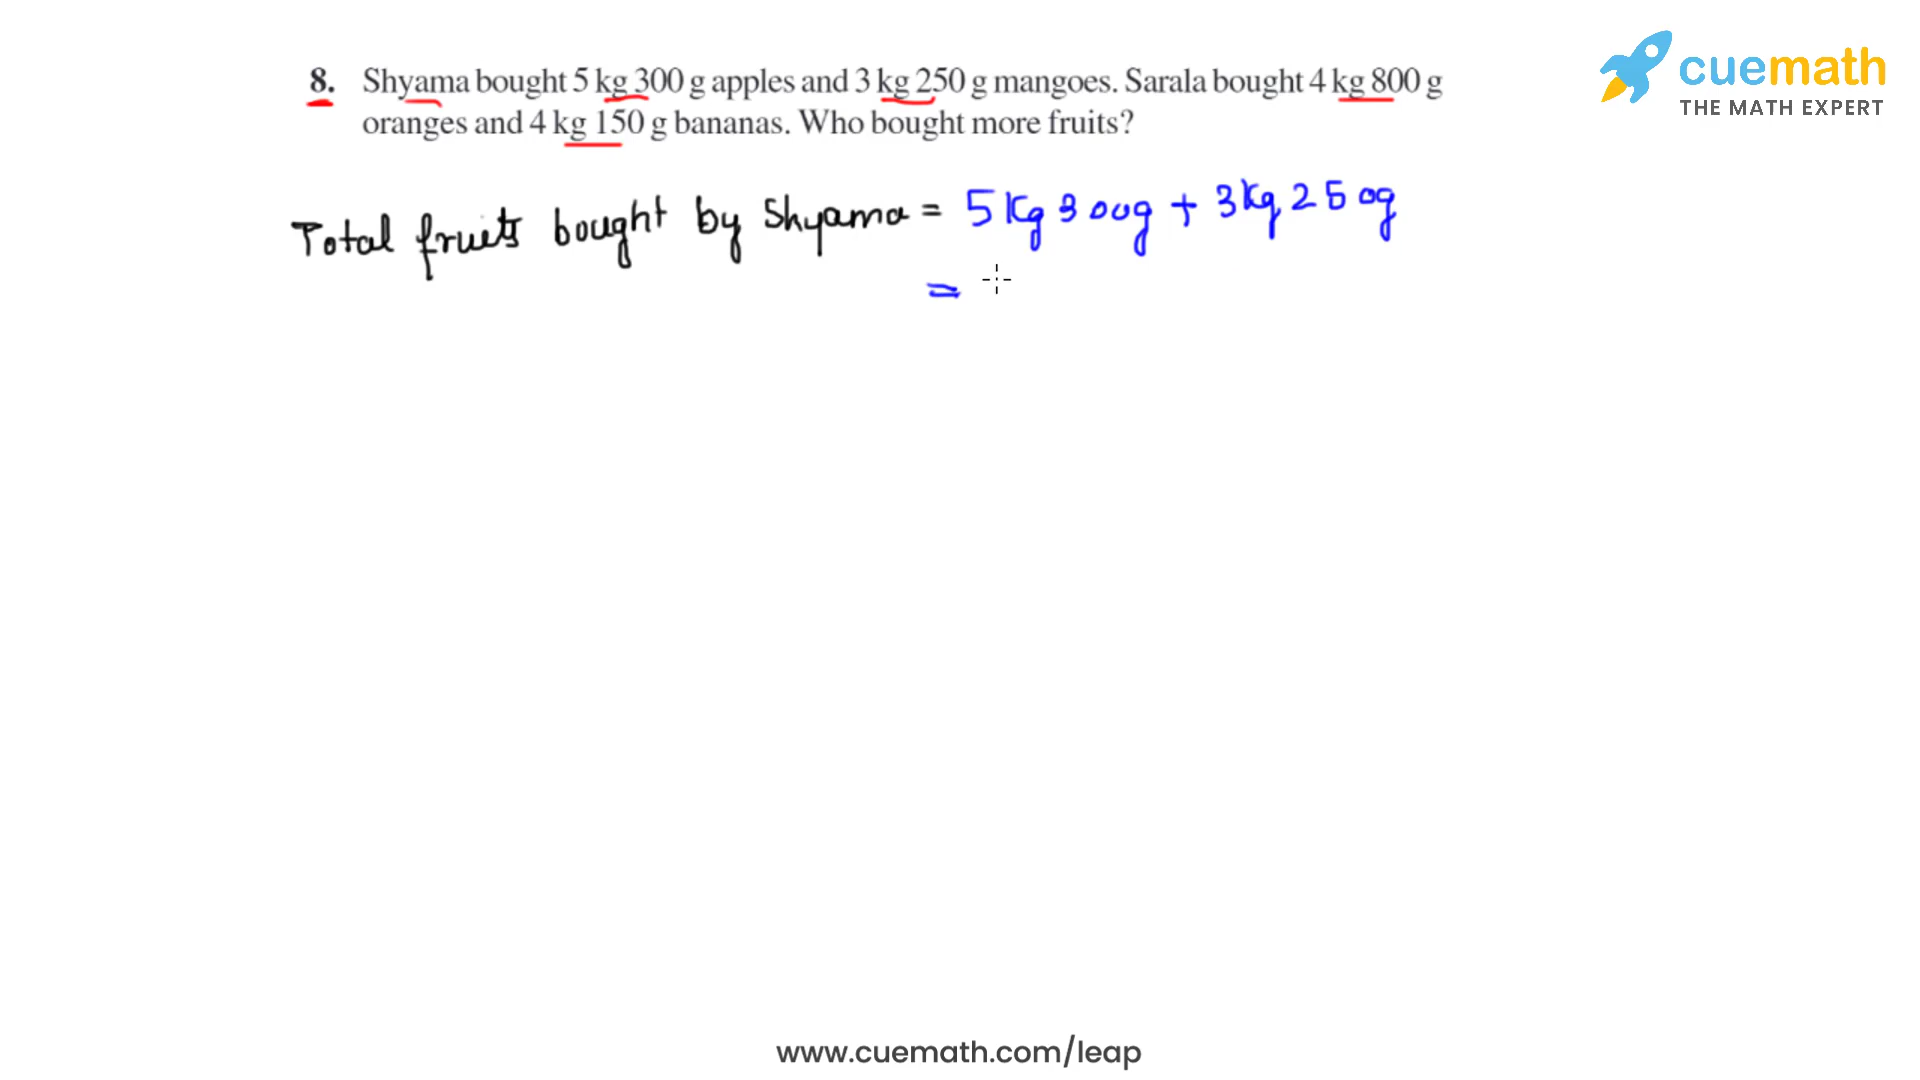 8. Shyama bought 5 kg 300 g apples and 3 kg 250 g mangoes. Sarala bought 4 kg 800 g
oranges and 4 kg 150 g bananas. Who bought more fruits?
cuemath
THE MATH EXPERT
Total fruits bought by Shyama = 5 kg 300g + 3 kg 250g
=
www.cuemath.com/leap